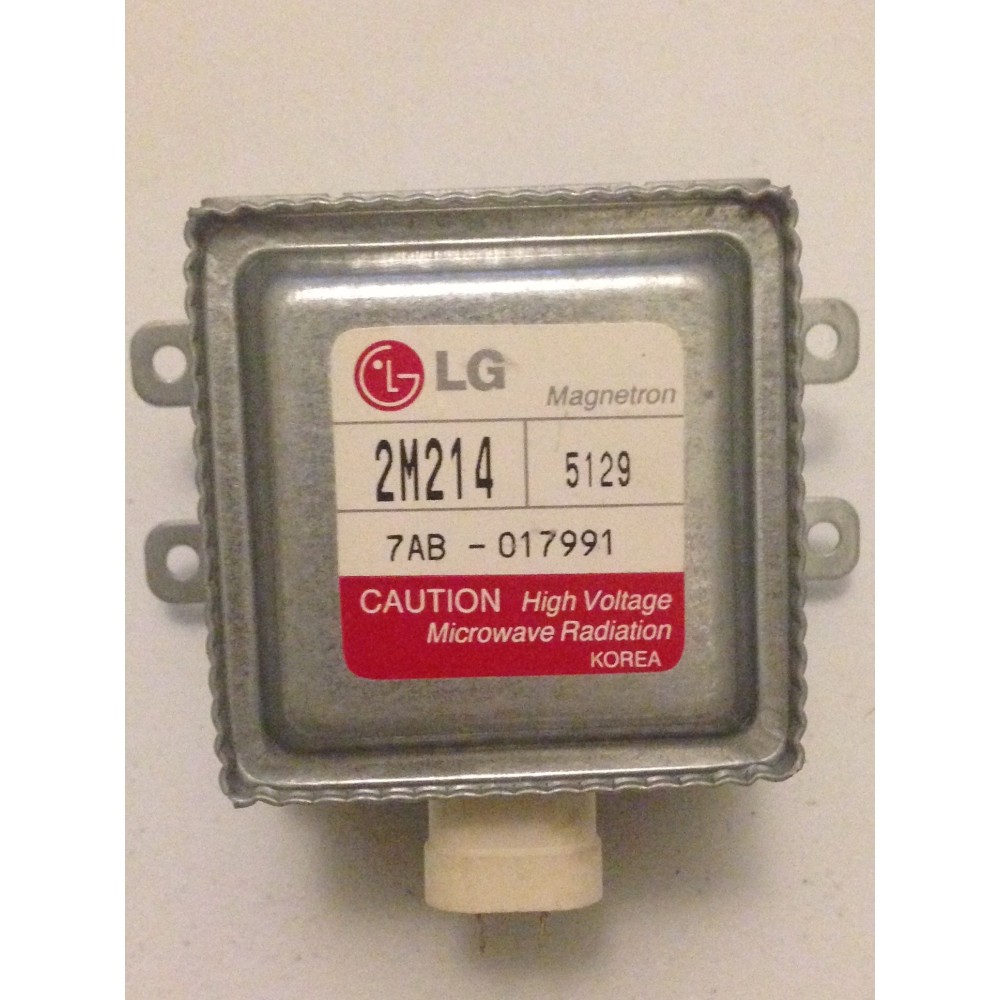 LG
Magnetron
2M214 5129
7AB - 017991
CAUTION High Voltage
Microwave Radiation
KOREA